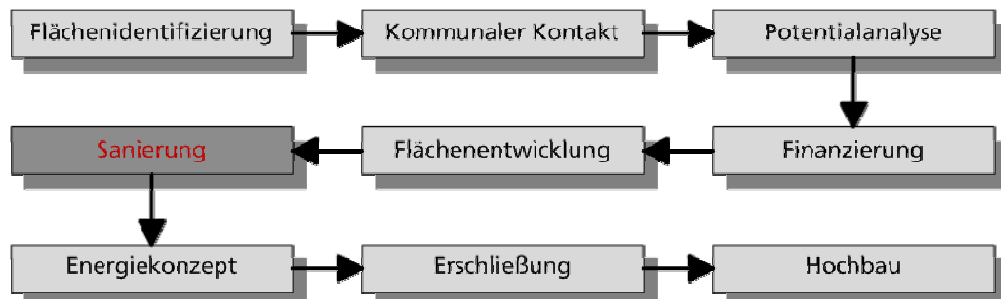 Flächenidentifizierung
Kommunaler Kontakt
Potentialanalyse
Sanierung
Flächenentwicklung
Finanzierung
Energiekonzept
Erschließung
Hochbau